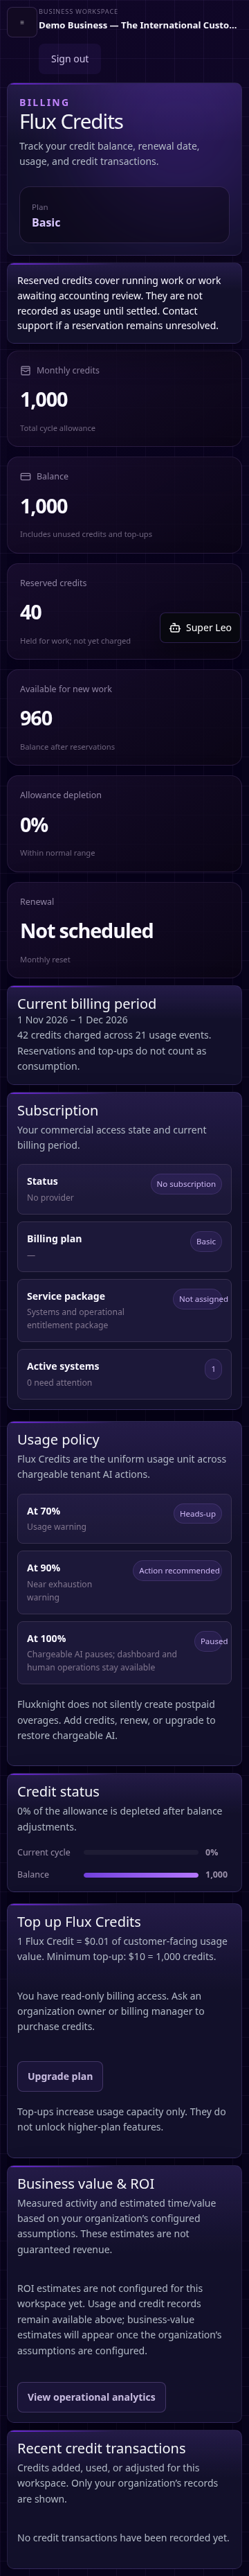 BUSINESS WORKSPACE
Demo Business — The International Custo...
Sign out
BILLING
Flux Credits
Track your credit balance, renewal date,
usage, and credit transactions.
Plan
Basic
Reserved credits cover running work or work
awaiting accounting review. They are not
recorded as usage until settled. Contact
support if a reservation remains unresolved.
Monthly credits
1,000
Total cycle allowance
Balance
1,000
Includes unused credits and top-ups
Reserved credits
40
Held for work; not yet charged
Super Leo
Available for new work
960
Balance after reservations
Allowance depletion
0%
Within normal range
Renewal
Not scheduled
Monthly reset
Current billing period
1 Nov 2026 – 1 Dec 2026
42 credits charged across 21 usage events.
Reservations and top-ups do not count as
consumption.
Subscription
Your commercial access state and current
billing period.
Status
No subscription
No provider
Billing plan
Basic
—
Service package
Not assigned
Systems and operational
entitlement package
Active systems
1
0 need attention
Usage policy
Flux Credits are the uniform usage unit across
chargeable tenant AI actions.
At 70%
Heads-up
Usage warning
At 90%
Action recommended
Near exhaustion
warning
At 100%
Paused
Chargeable AI pauses; dashboard and
human operations stay available
Fluxknight does not silently create postpaid
overages. Add credits, renew, or upgrade to
restore chargeable AI.
Credit status
0% of the allowance is depleted after balance
adjustments.
Current cycle 0%
Balance 1,000
Top up Flux Credits
1 Flux Credit = $0.01 of customer-facing usage
value. Minimum top-up: $10 = 1,000 credits.
You have read-only billing access. Ask an
organization owner or billing manager to
purchase credits.
Upgrade plan
Top-ups increase usage capacity only. They do
not unlock higher-plan features.
Business value & ROI
Measured activity and estimated time/value
based on your organization's configured
assumptions. These estimates are not
guaranteed revenue.
ROI estimates are not configured for this
workspace yet. Usage and credit records
remain available above; business-value
estimates will appear once the organization's
assumptions are configured.
View operational analytics
Recent credit transactions
Credits added, used, or adjusted for this
workspace. Only your organization's records
are shown.
No credit transactions have been recorded yet.